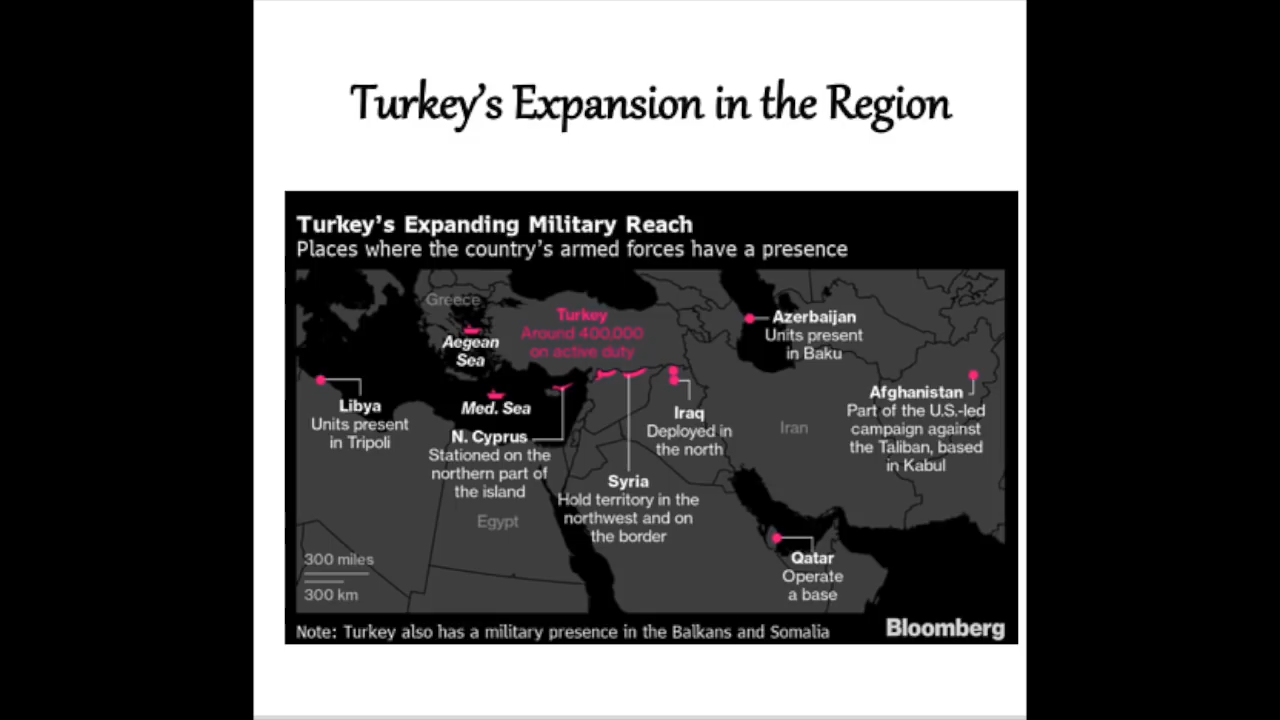 Turkey's Expansion in the Region
Turkey's Expanding Military Reach
Places where the country's armed forces have a presence
Greece
Turkey
Around 400,000
on active duty
Aegean
Sea
Azerbaijan
Units present
in Baku
Libya
Units present
in Tripoli
Med. Sea
N. Cyprus
Stationed on the
northern part of
the island
Iraq
Deployed in
the north
Iran
Afghanistan
Part of the U.S.-led
campaign against
the Taliban, based
in Kabul
Syria
Hold territory in the
northwest and on
the border
Egypt
Qatar
Operate
a base
300 miles
300 km
Note: Turkey also has a military presence in the Balkans and Somalia
Bloomberg